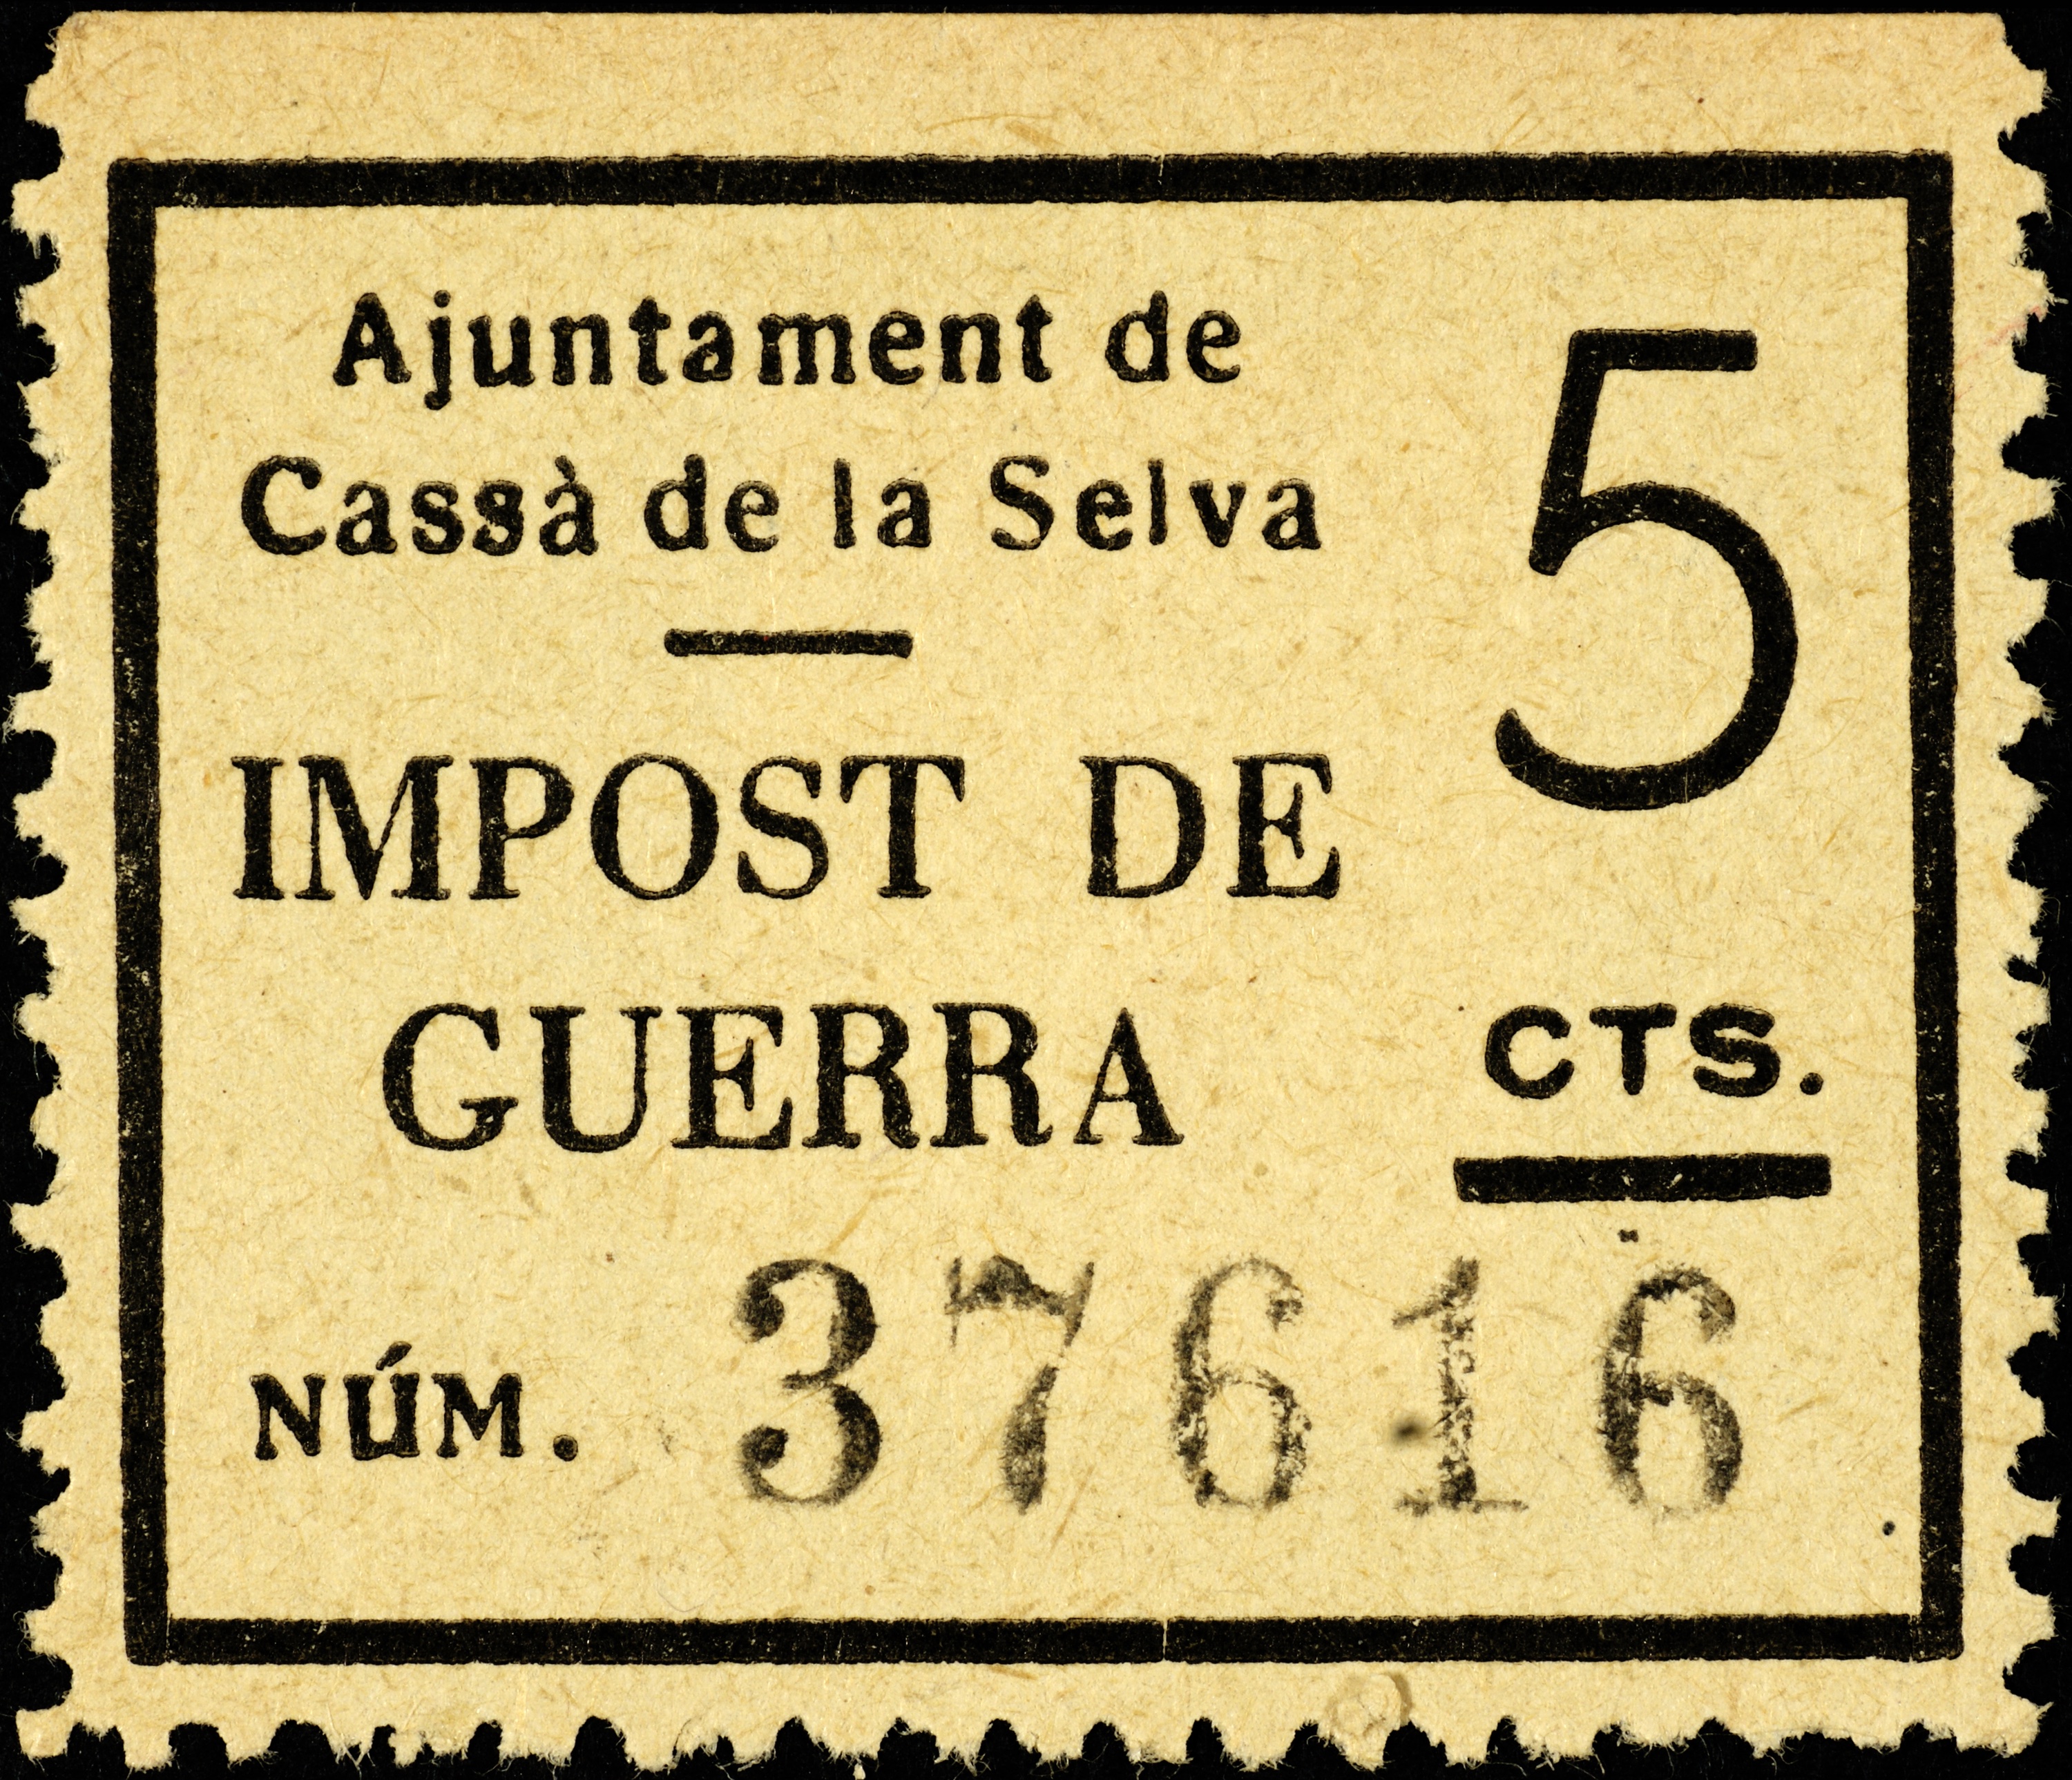 Ajuntament de
Cassà de la Selva
5
IMPOST DE
GUERRA
CTS.
NÚM. 37616